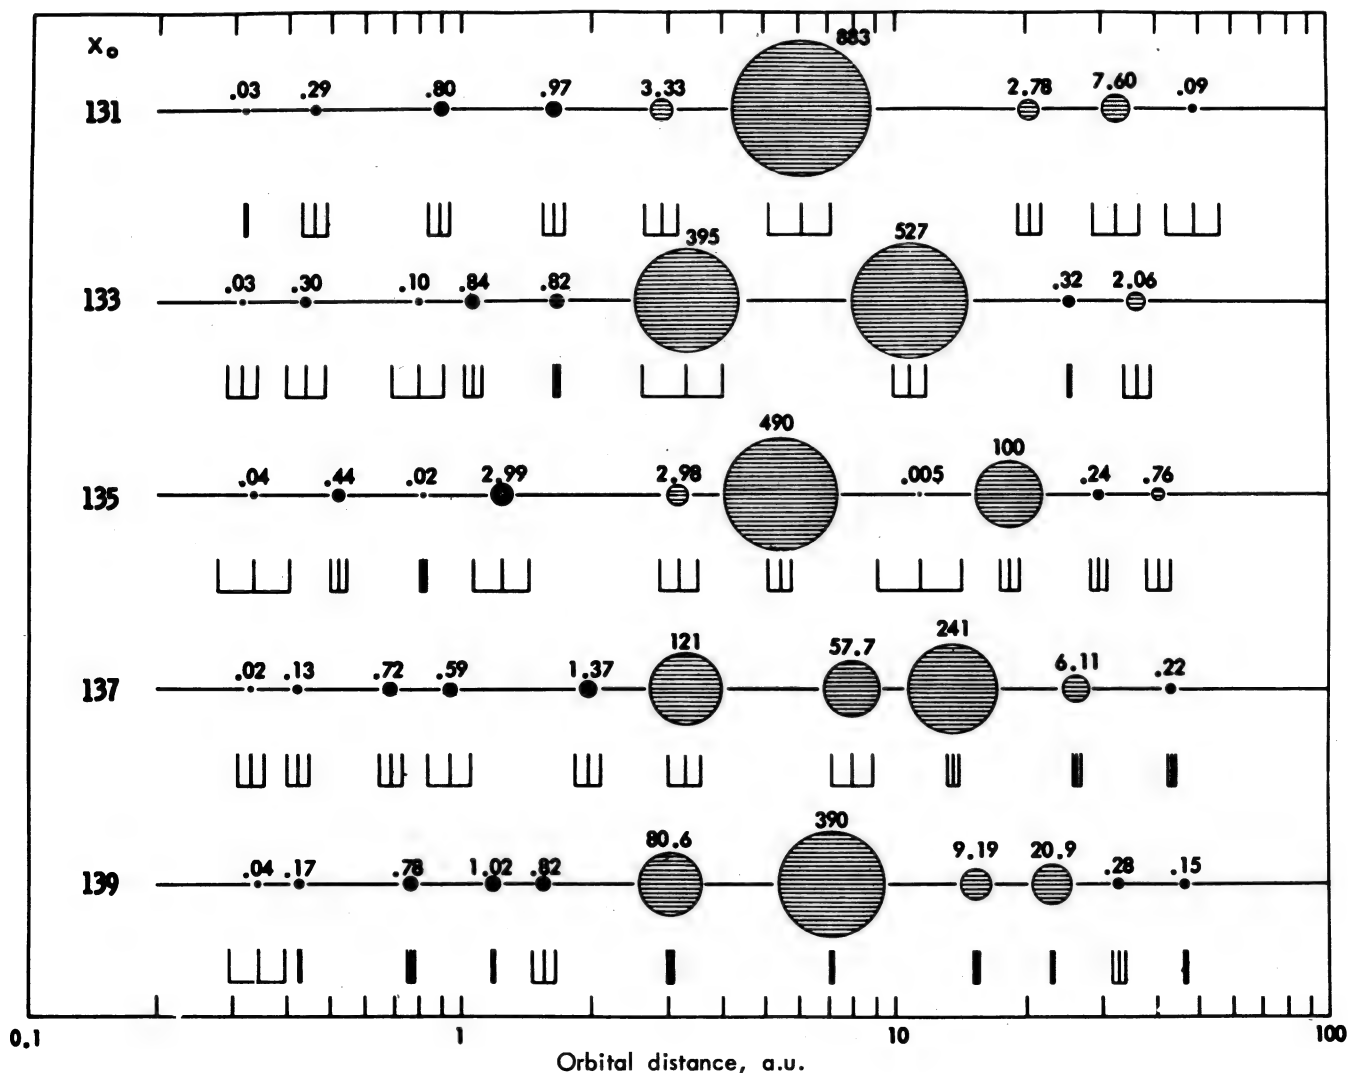 X₀
131 .03 .29 .80 .97 3.33 883 2.78 7.60 .09
133 .03 .30 .10 .84 .82 395 527 .32 2.06
135 .04 .44 .02 2.99 2.98 490 .005 100 .24 .76
137 .02 .13 .72 .59 1.37 121 57.7 241 6.11 .22
139 .04 .17 .78 1.02 .82 80.6 390 9.19 20.9 .28 .15
0.1 1 10 100
Orbital distance, a.u.